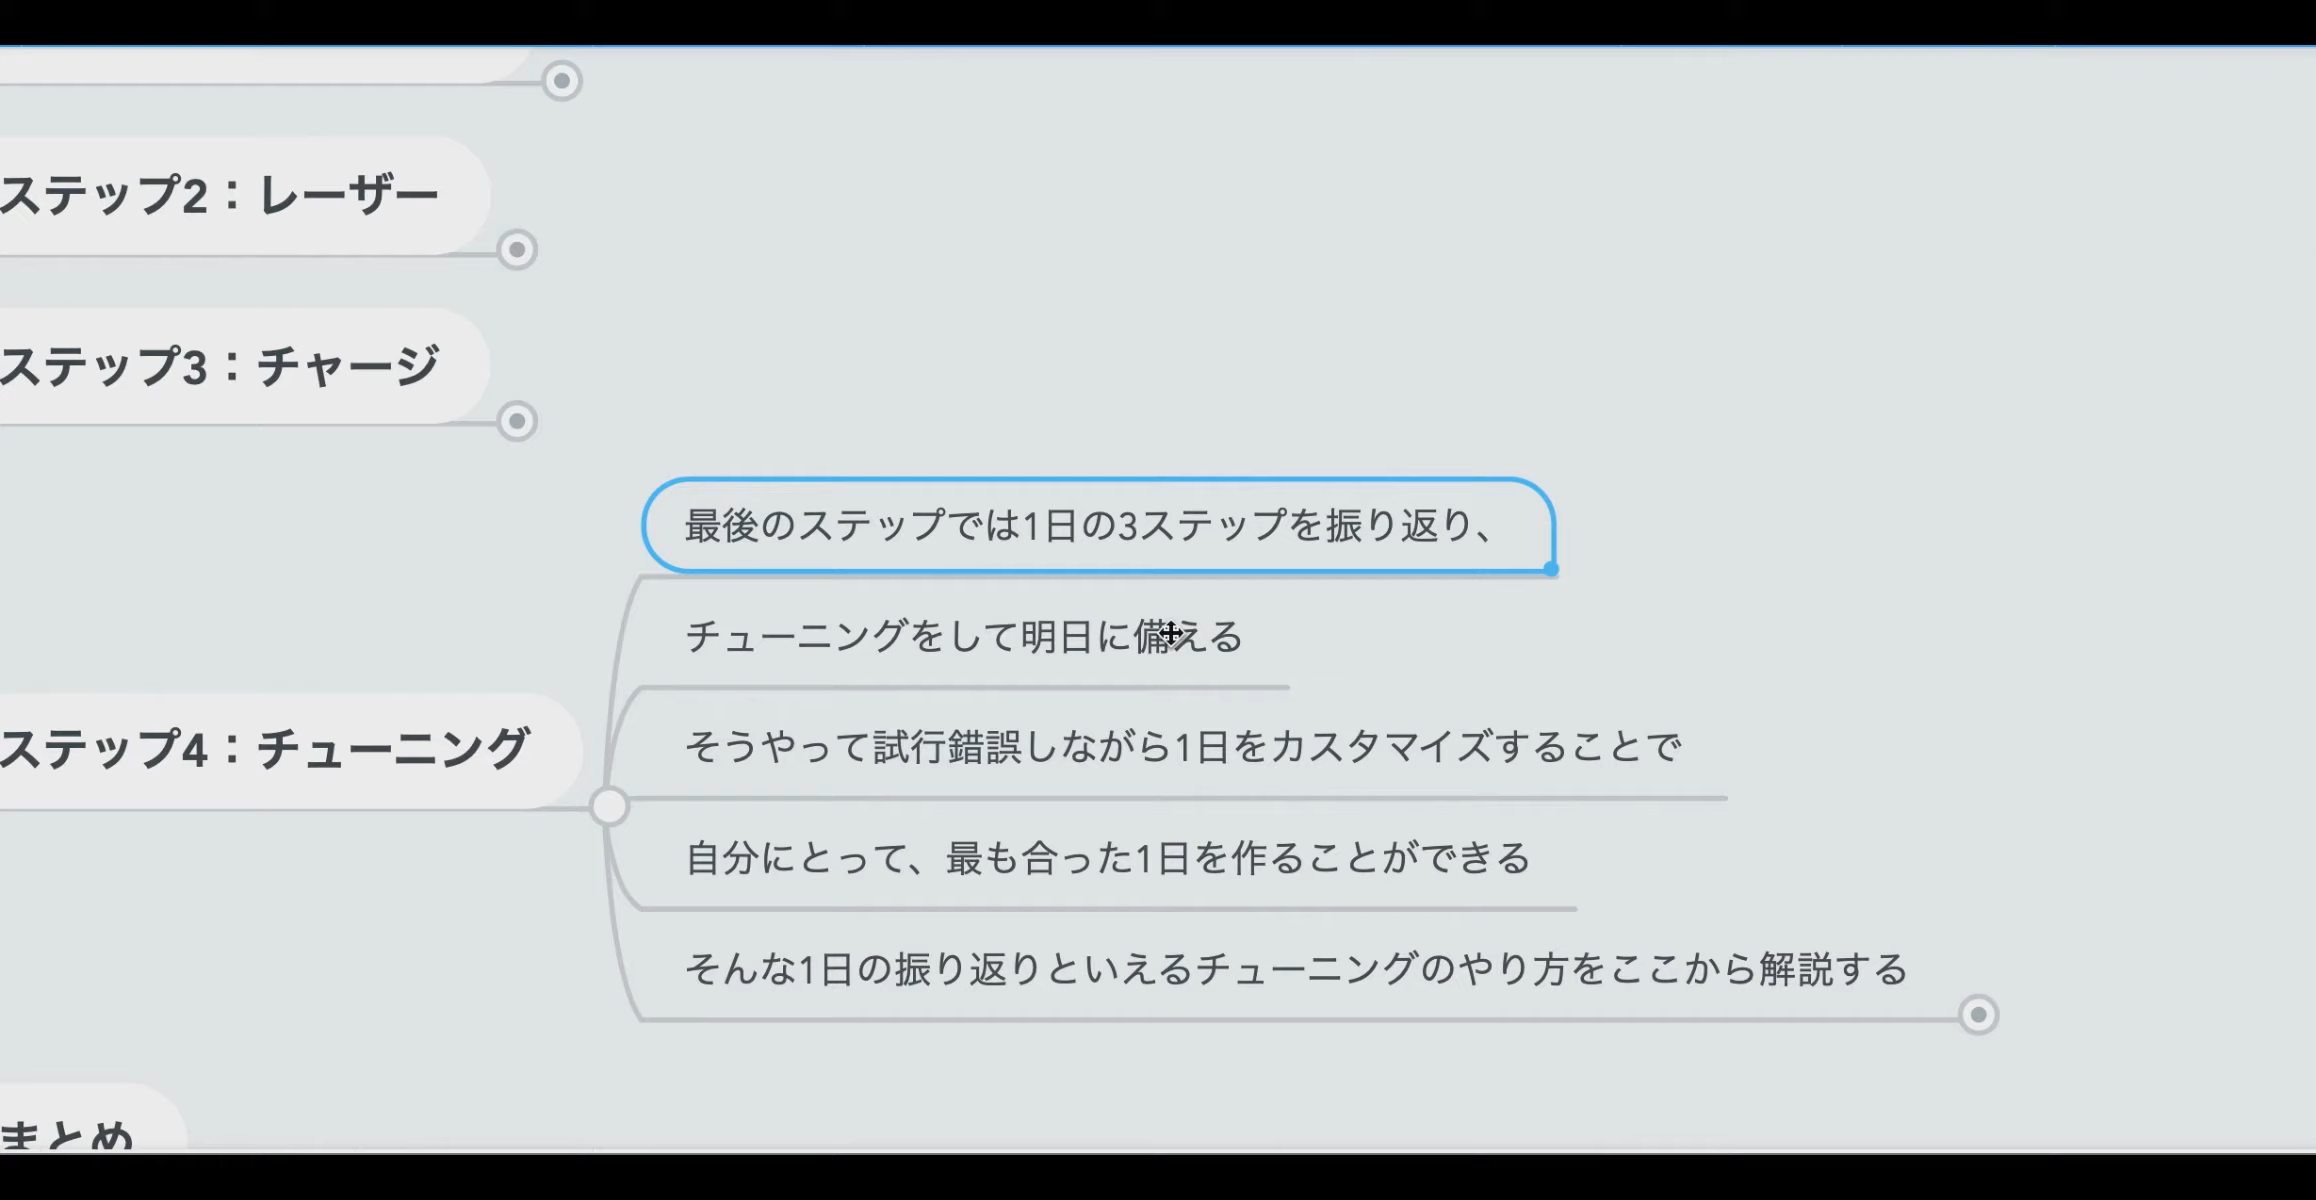 ステップ2：レーザー
ステップ3：チャージ
最後のステップでは1日の3ステップを振り返り、
チューニングをして明日に備える
ステップ4：チューニング
そうやって試行錯誤しながら1日をカスタマイズすることで
自分にとって、最も合った1日を作ることができる
そんな1日の振り返りといえるチューニングのやり方をここから解説する
まとめ